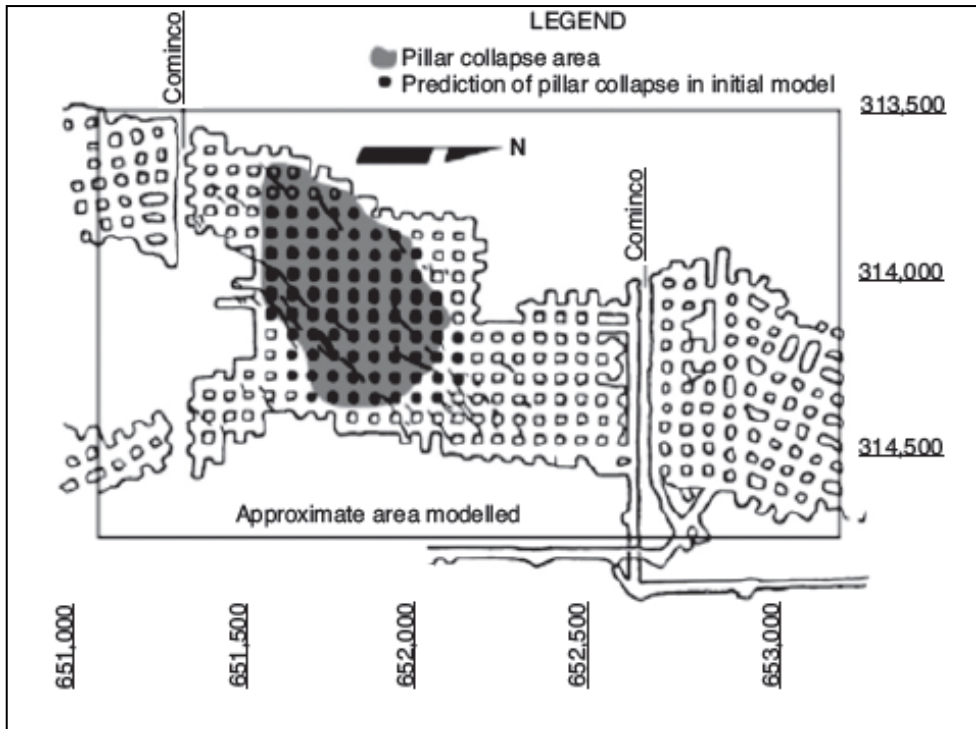 LEGEND
Pillar collapse area
Prediction of pillar collapse in initial model
Cominco
313,500
N
Cominco
314,000
314,500
Approximate area modelled
651,000
651,500
652,000
652,500
653,000